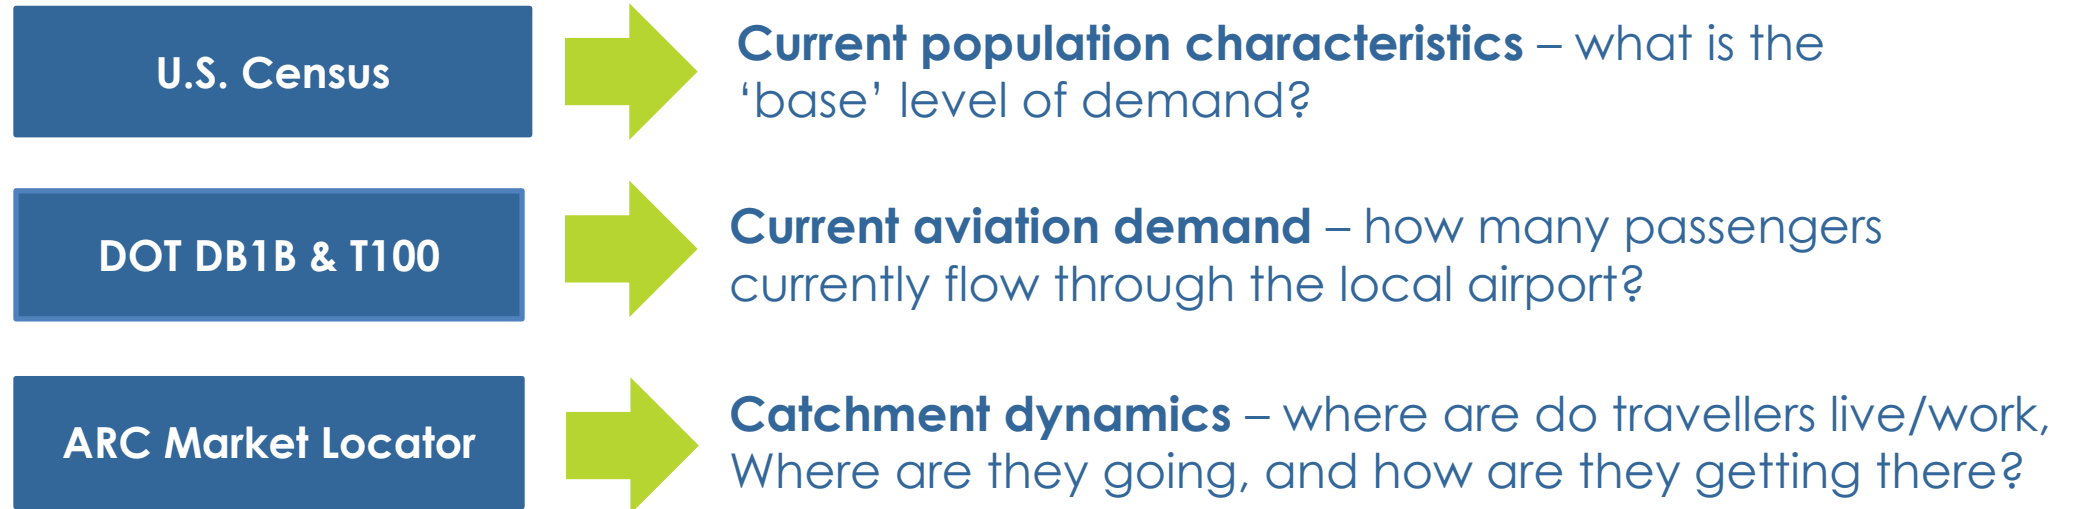 U.S. Census
Current population characteristics – what is the
‘base’ level of demand?
DOT DB1B & T100
Current aviation demand – how many passengers
currently flow through the local airport?
ARC Market Locator
Catchment dynamics – where are do travellers live/work,
Where are they going, and how are they getting there?